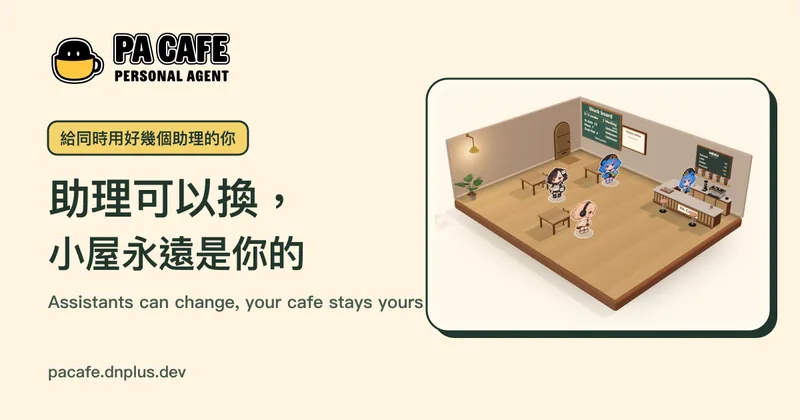 PA CAFE
PERSONAL AGENT
給同時用好幾個助理的你
助理可以換，
小屋永遠是你的
Assistants can change, your cafe stays yours
pacafe.dnplus.dev
Work board
MENU